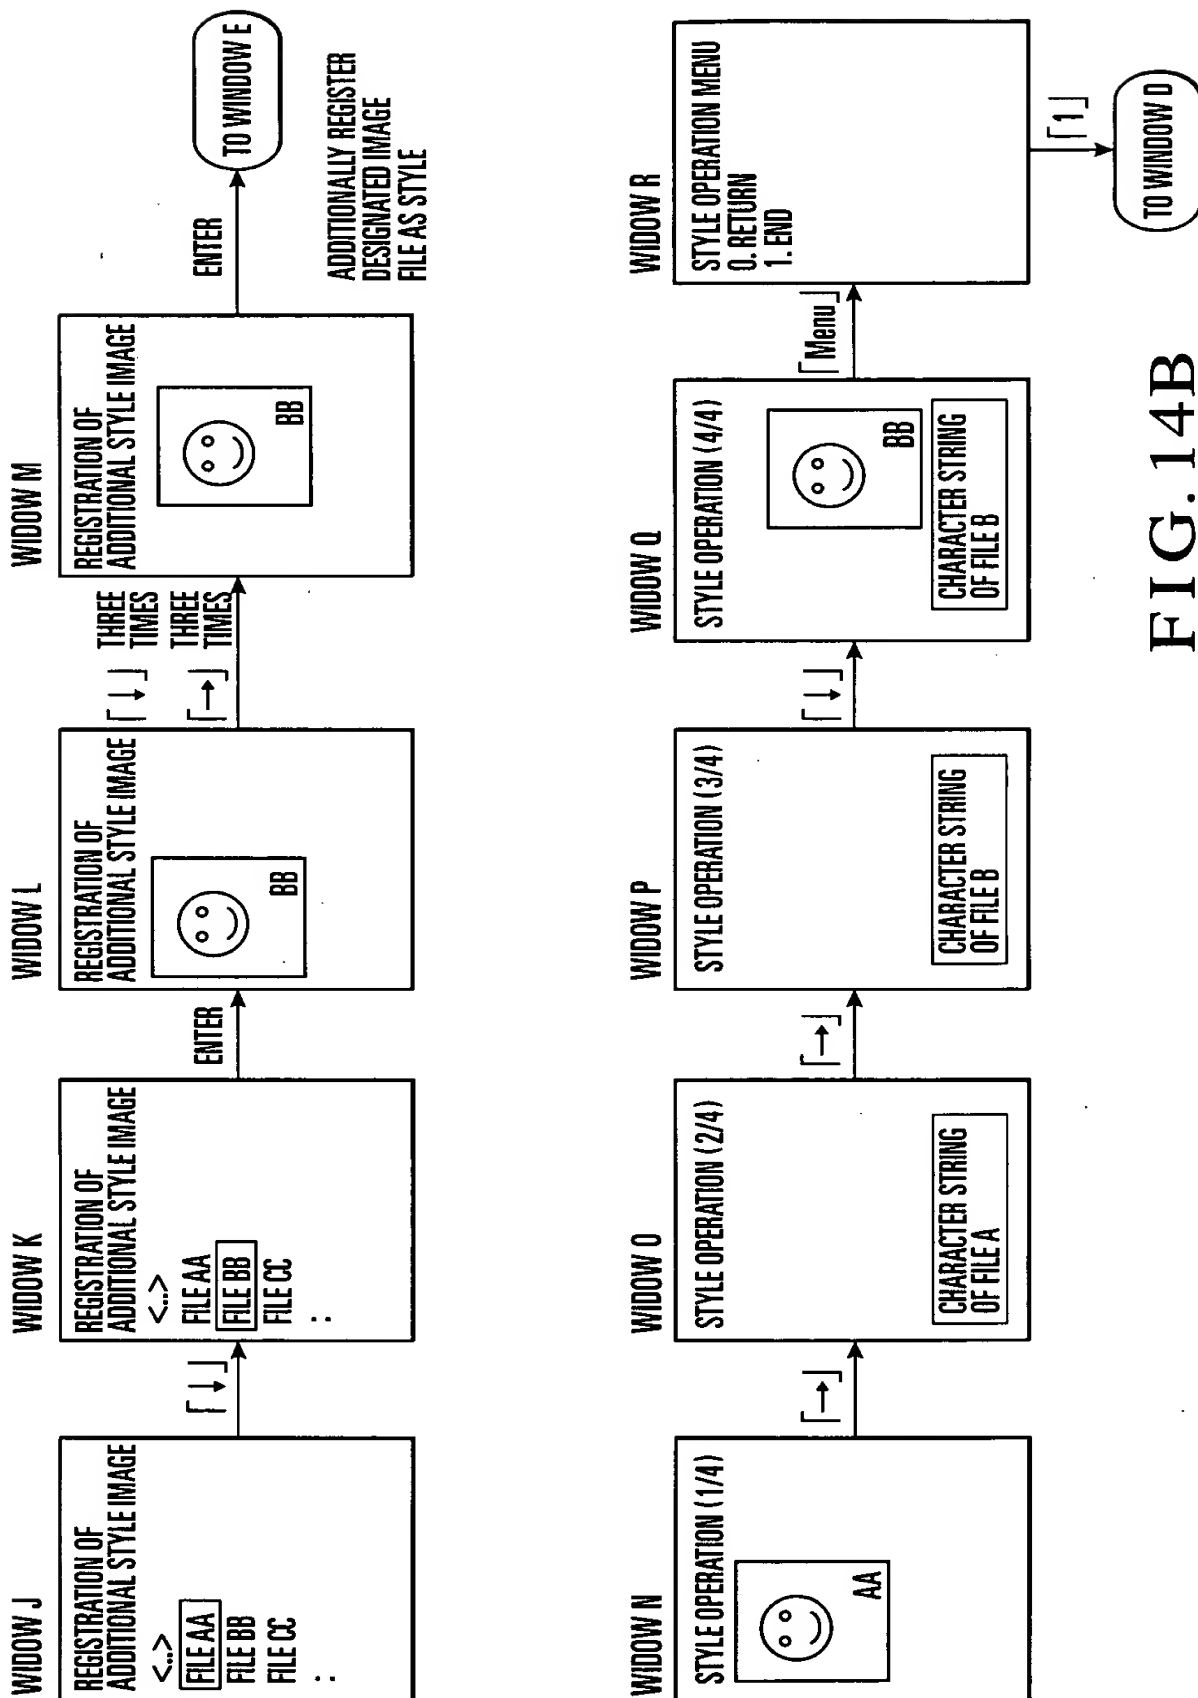 WIDOW J
REGISTRATION OF
ADDITIONAL STYLE IMAGE
<..>
FILE AA
FILE BB
FILE CC
:
「↓」
WIDOW K
REGISTRATION OF
ADDITIONAL STYLE IMAGE
<..>
FILE AA
FILE BB
FILE CC
:
ENTER
WIDOW L
REGISTRATION OF
ADDITIONAL STYLE IMAGE
BB
「↓」 THREE
TIMES
「→」 THREE
TIMES
WIDOW M
REGISTRATION OF
ADDITIONAL STYLE IMAGE
BB
ENTER
TO WINDOW E
ADDITIONALLY REGISTER
DESIGNATED IMAGE
FILE AS STYLE
WIDOW N
STYLE OPERATION (1/4)
AA
「→」
WIDOW O
STYLE OPERATION (2/4)
CHARACTER STRING
OF FILE A
「→」
WIDOW P
STYLE OPERATION (3/4)
CHARACTER STRING
OF FILE B
「↓」
WIDOW Q
STYLE OPERATION (4/4)
BB
CHARACTER STRING
OF FILE B
「Menu」
WIDOW R
STYLE OPERATION MENU
0. RETURN
1. END
「1」
TO WINDOW D
FIG. 14B